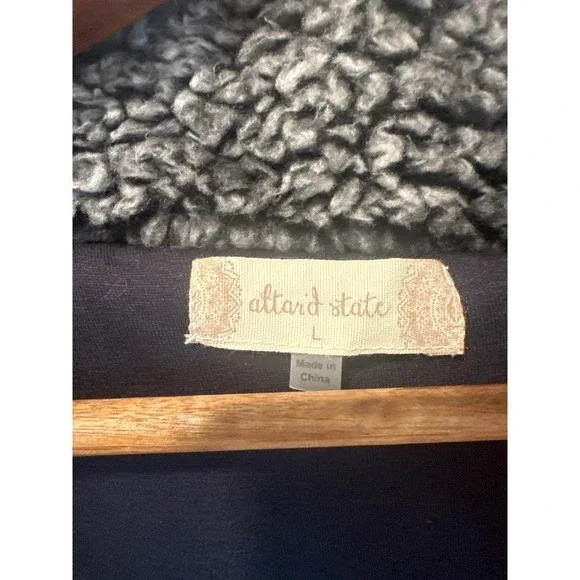 altar'd state
L
Made in
China